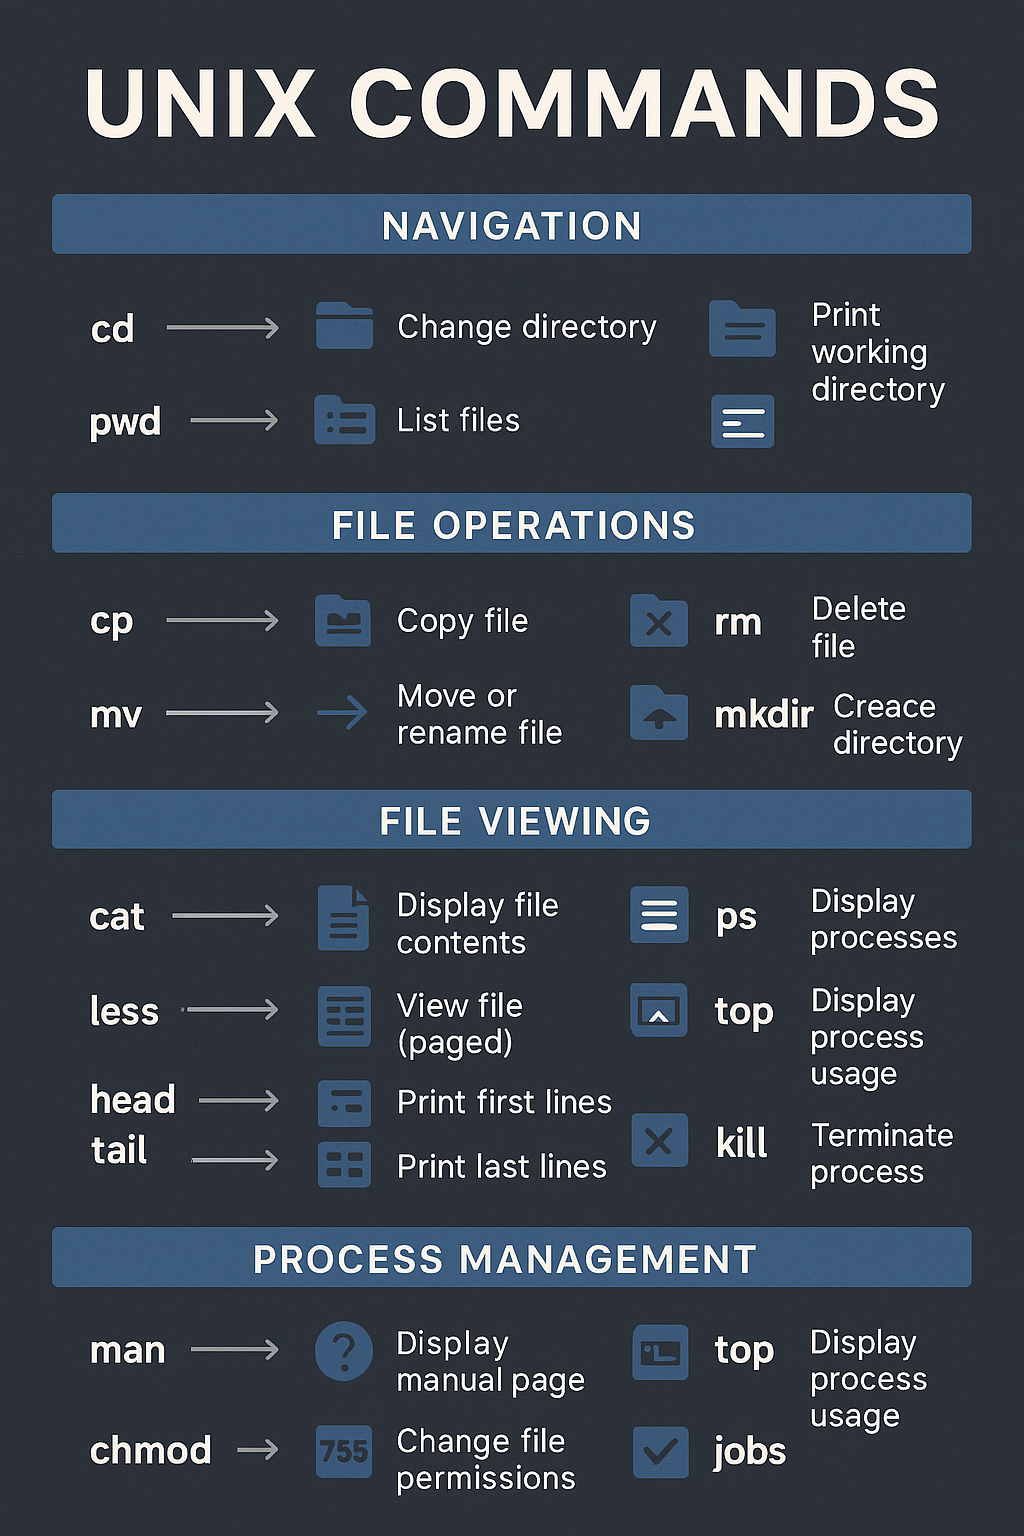 UNIX COMMANDS
NAVIGATION
cd
Change directory
Print
working
directory
pwd
List files
FILE OPERATIONS
cp
Copy file
rm
Delete
file
mv
Move or
rename file
mkdir
Creace
directory
FILE VIEWING
cat
Display file
contents
ps
Display
processes
less
View file
(paged)
top
Display
process
usage
head
Print first lines
tail
Print last lines
kill
Terminate
process
PROCESS MANAGEMENT
man
?
Display
manual page
top
Display
process
usage
chmod
755
Change file
permissions
jobs